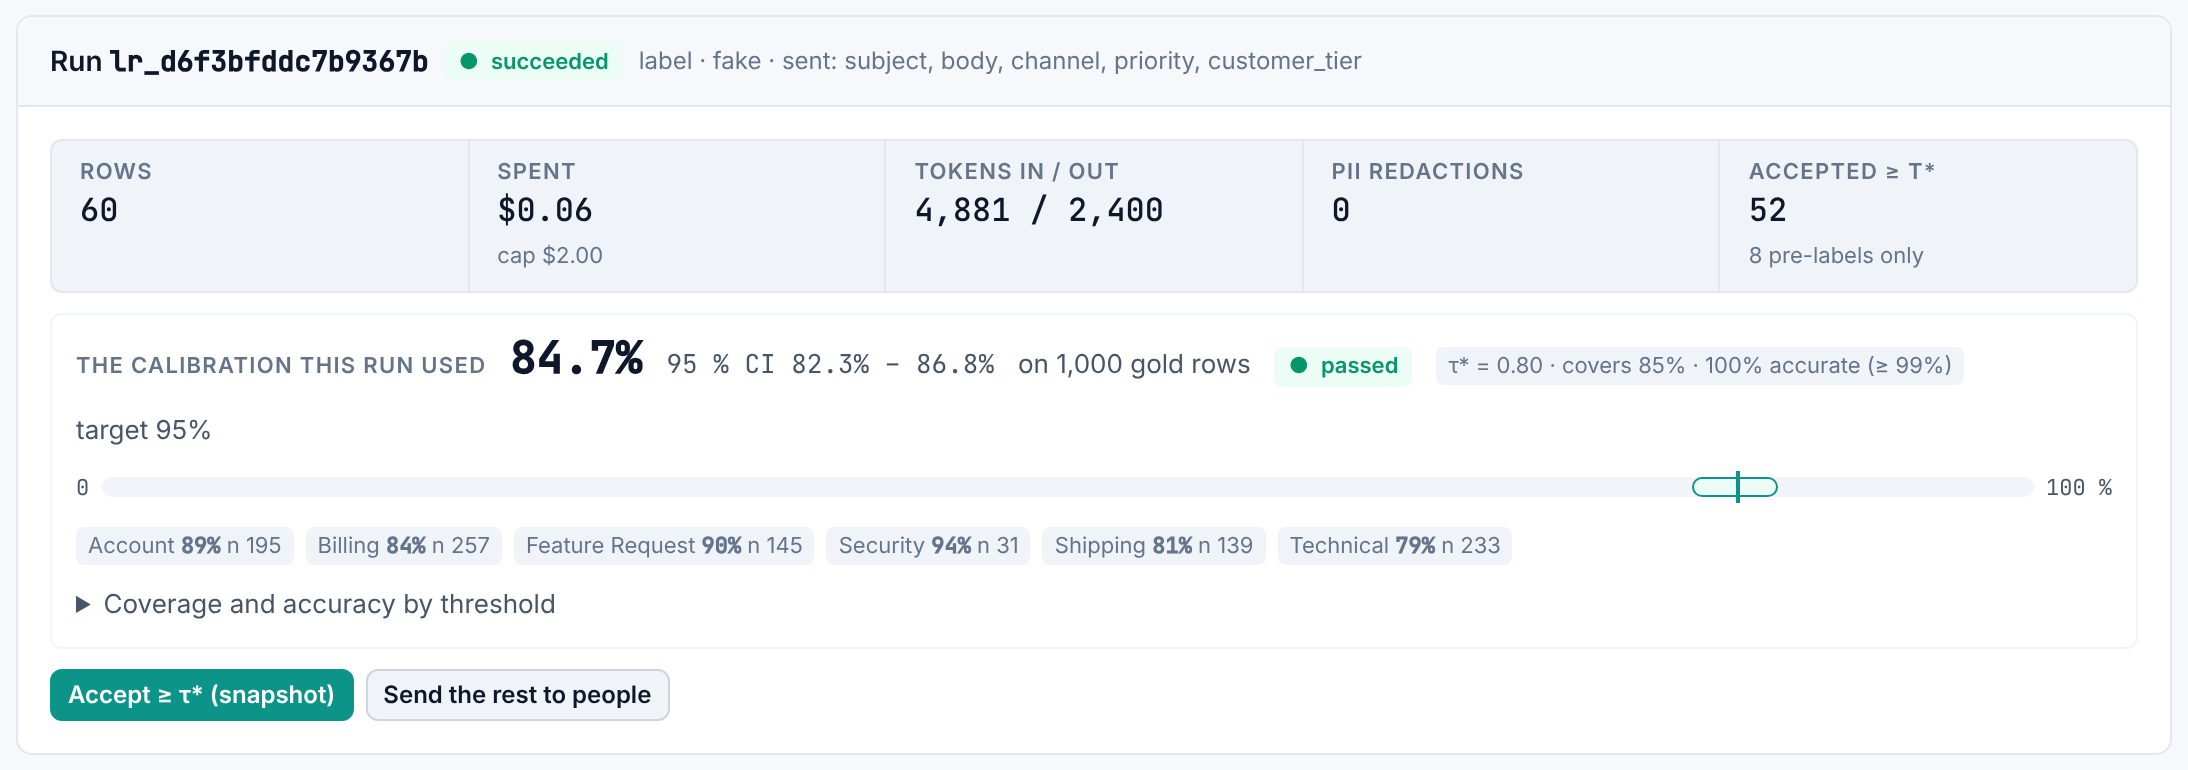 Run lr_d6f3bfddc7b9367b succeeded label · fake · sent: subject, body, channel, priority, customer_tier
ROWS
60
SPENT
$0.06
cap $2.00
TOKENS IN / OUT
4,881 / 2,400
PII REDACTIONS
0
ACCEPTED ≥ T*
52
8 pre-labels only
THE CALIBRATION THIS RUN USED 84.7% 95 % CI 82.3% – 86.8% on 1,000 gold rows passed τ* = 0.80 · covers 85% · 100% accurate (≥ 99%)
target 95%
0 100 %
Account 89% n 195 Billing 84% n 257 Feature Request 90% n 145 Security 94% n 31 Shipping 81% n 139 Technical 79% n 233
Coverage and accuracy by threshold
Accept ≥ τ* (snapshot) Send the rest to people